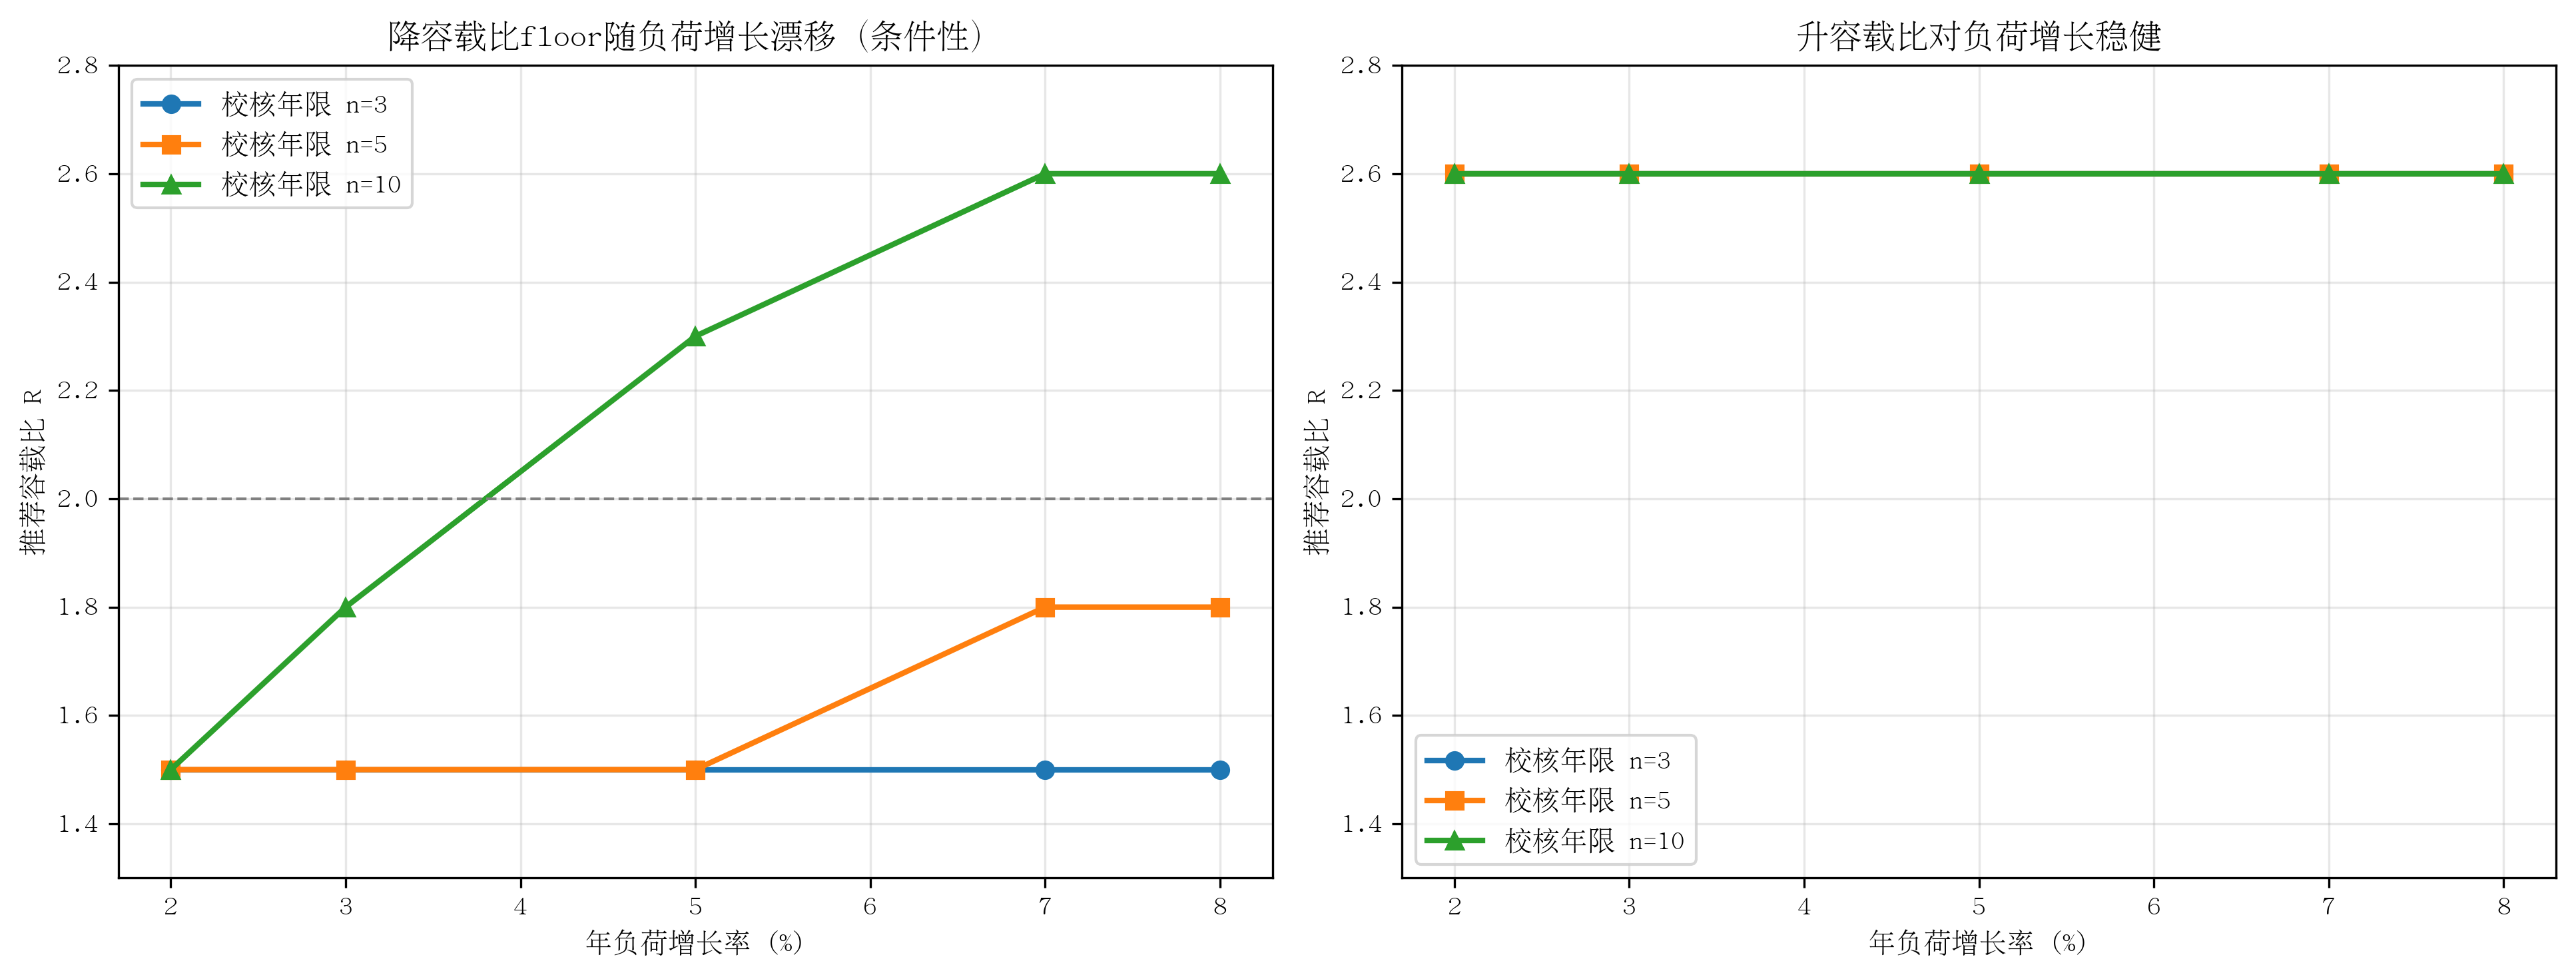 降容载比floor随负荷增长漂移 (条件性)
2.8
2.6
2.4
2.2
2.0
1.8
1.6
1.4
推荐容载比 R
校核年限 n=3
校核年限 n=5
校核年限 n=10
2 3 4 5 6 7 8
年负荷增长率 (%)
升容载比对负荷增长稳健
2.8
2.6
2.4
2.2
2.0
1.8
1.6
1.4
推荐容载比 R
校核年限 n=3
校核年限 n=5
校核年限 n=10
2 3 4 5 6 7 8
年负荷增长率 (%)